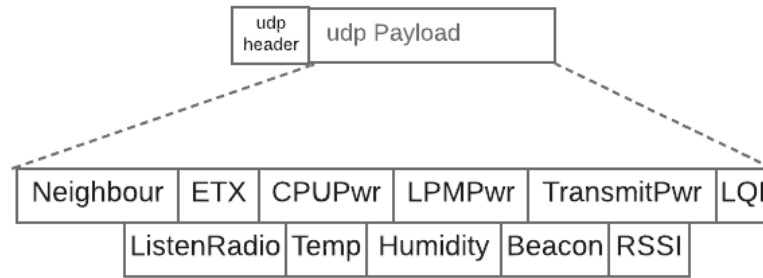 udp
header
udp Payload
Neighbour ETX CPUPwr LPMPwr TransmitPwr LQI
ListenRadio Temp Humidity Beacon RSSI